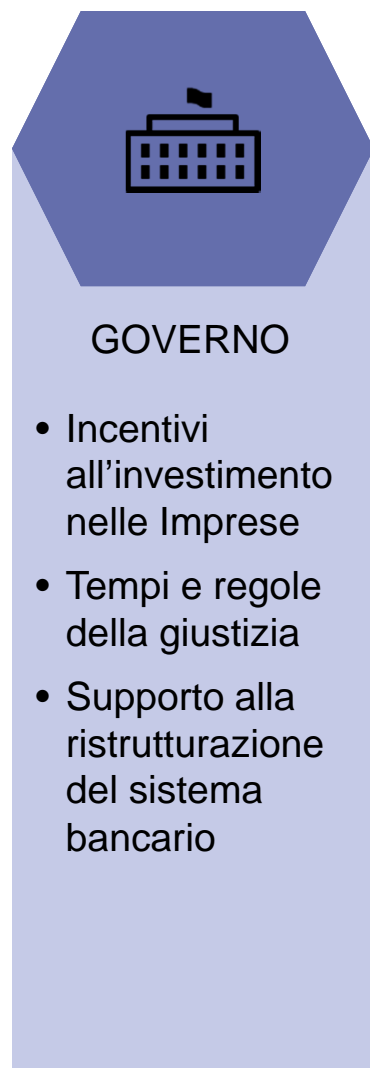 GOVERNO
• Incentivi
all’investimento
nelle Imprese
• Tempi e regole
della giustizia
• Supporto alla
ristrutturazione
del sistema
bancario